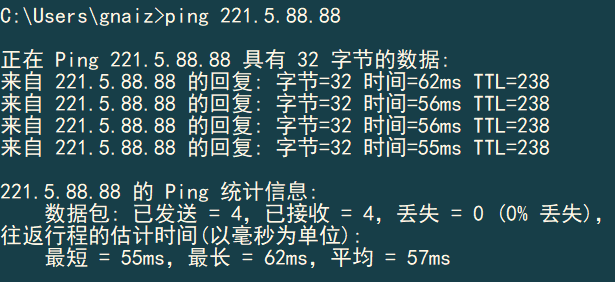 C:\Users\gnaiz>ping 221.5.88.88
正在 Ping 221.5.88.88 具有 32 字节的数据:
来自 221.5.88.88 的回复: 字节=32 时间=62ms TTL=238
来自 221.5.88.88 的回复: 字节=32 时间=56ms TTL=238
来自 221.5.88.88 的回复: 字节=32 时间=56ms TTL=238
来自 221.5.88.88 的回复: 字节=32 时间=55ms TTL=238
221.5.88.88 的 Ping 统计信息:
数据包: 已发送 = 4，已接收 = 4，丢失 = 0 (0% 丢失)，
往返行程的估计时间(以毫秒为单位):
最短 = 55ms，最长 = 62ms，平均 = 57ms